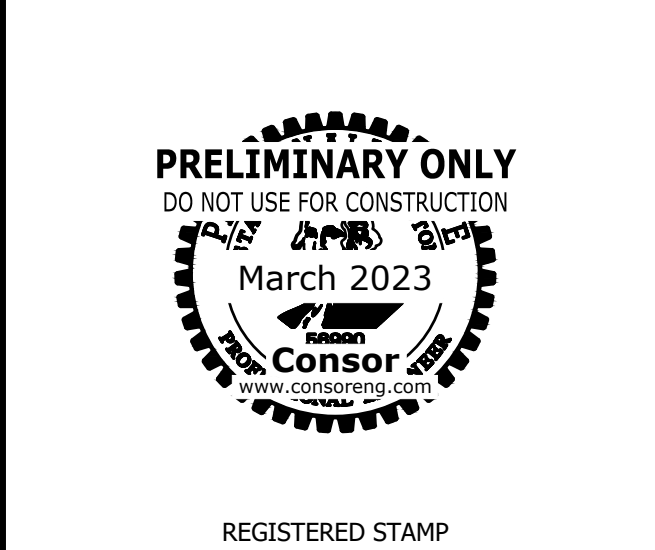 PRELIMINARY ONLY
DO NOT USE FOR CONSTRUCTION
March 2023
Consor
www.consoreng.com
REGISTERED STAMP